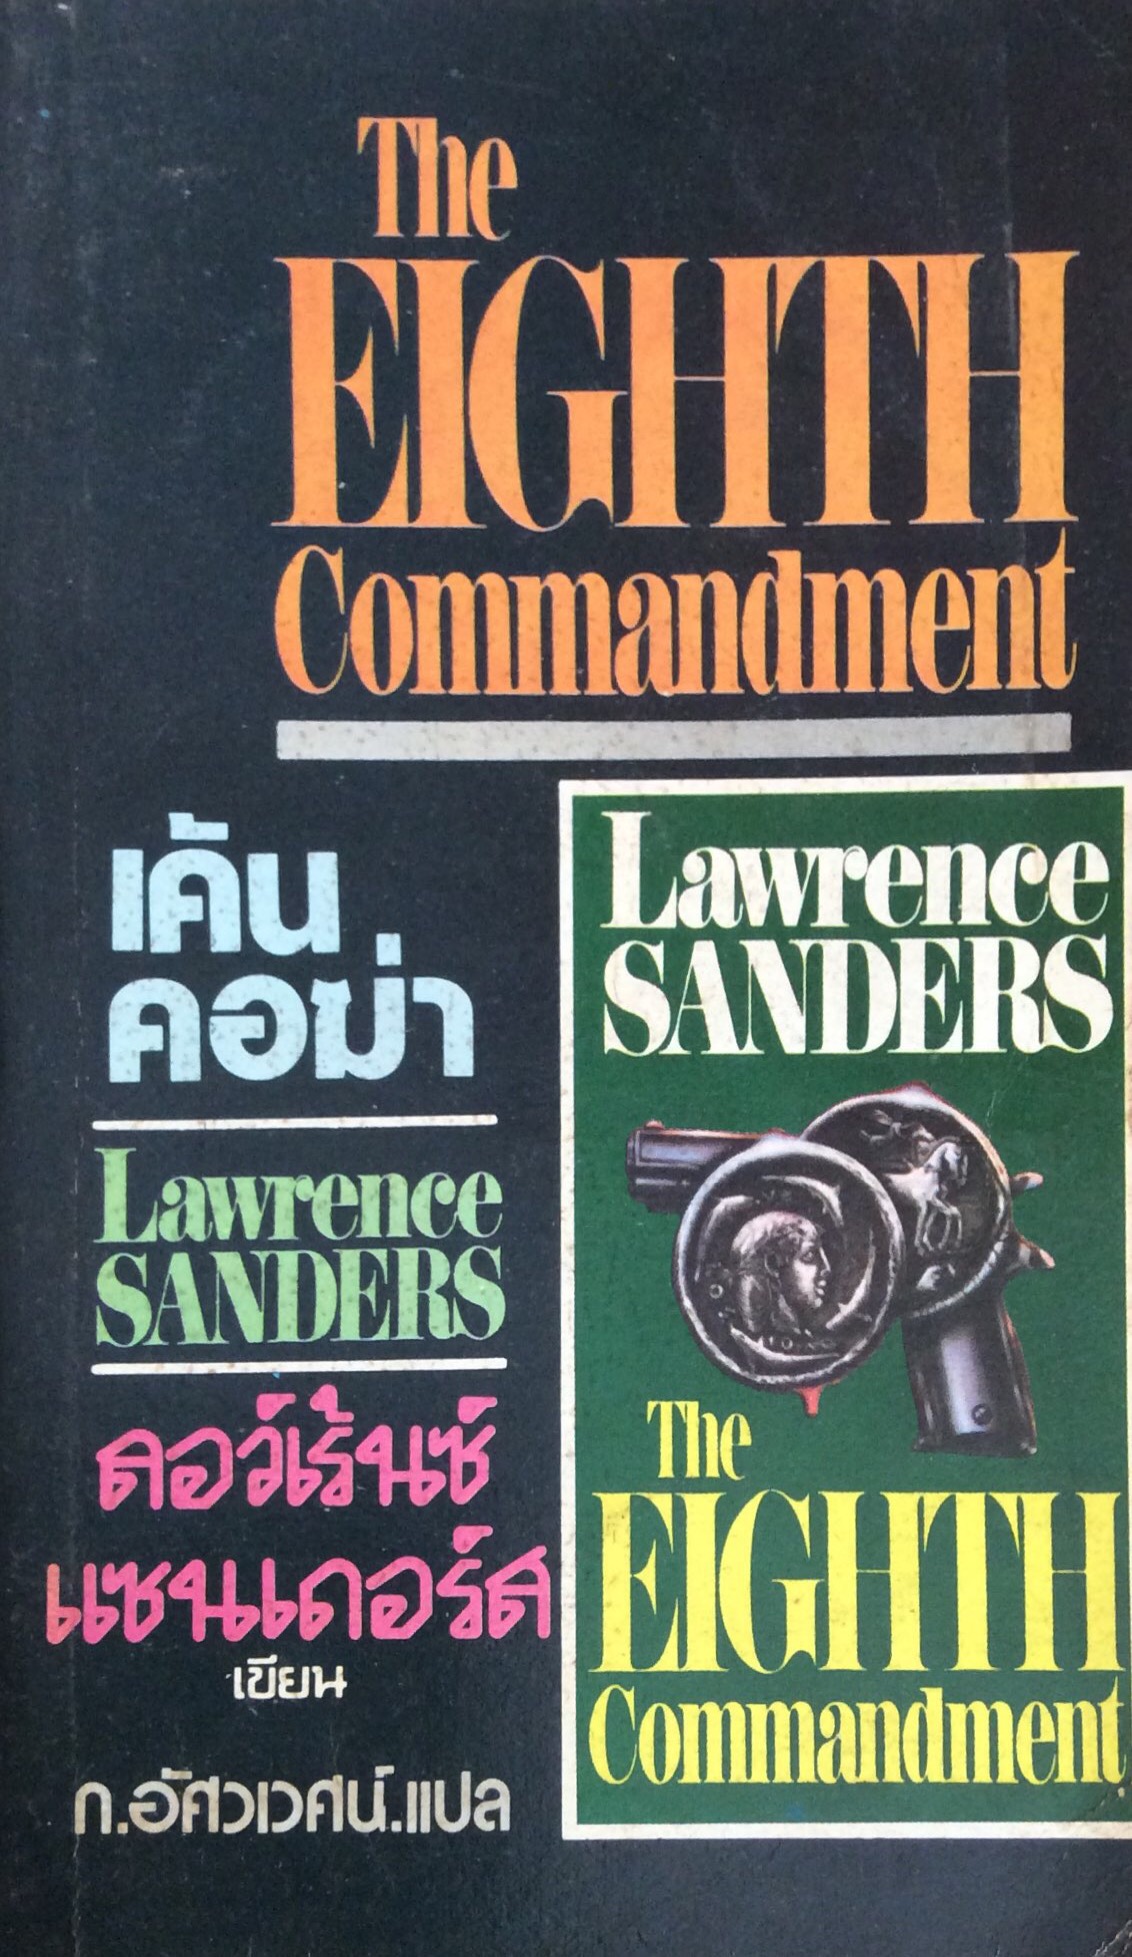 The
EIGHTH
Commandment
เค้น
คอฆ่า
Lawrence
SANDERS
ลอว์เร้นซ์
แซนเดอร์ส
เขียน
ก.อัศวเวศน์.แปล
Lawrence
SANDERS
The
EIGHTH
Commandment